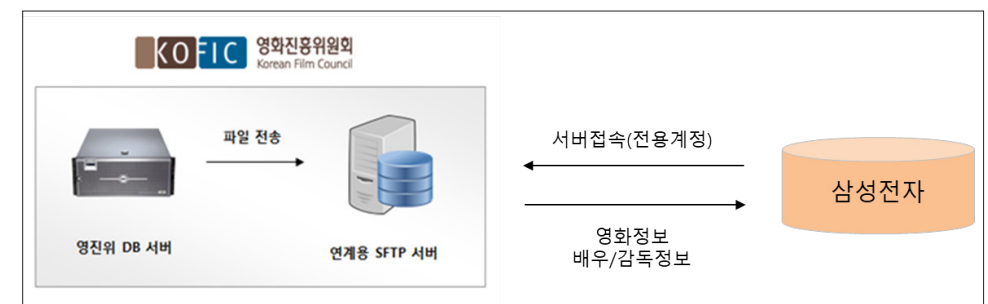 KOFIC 영화진흥위원회
Korean Film Council
파일 전송
영진위 DB 서버
연계용 SFTP 서버
서버접속(전용계정)
영화정보
배우/감독정보
삼성전자